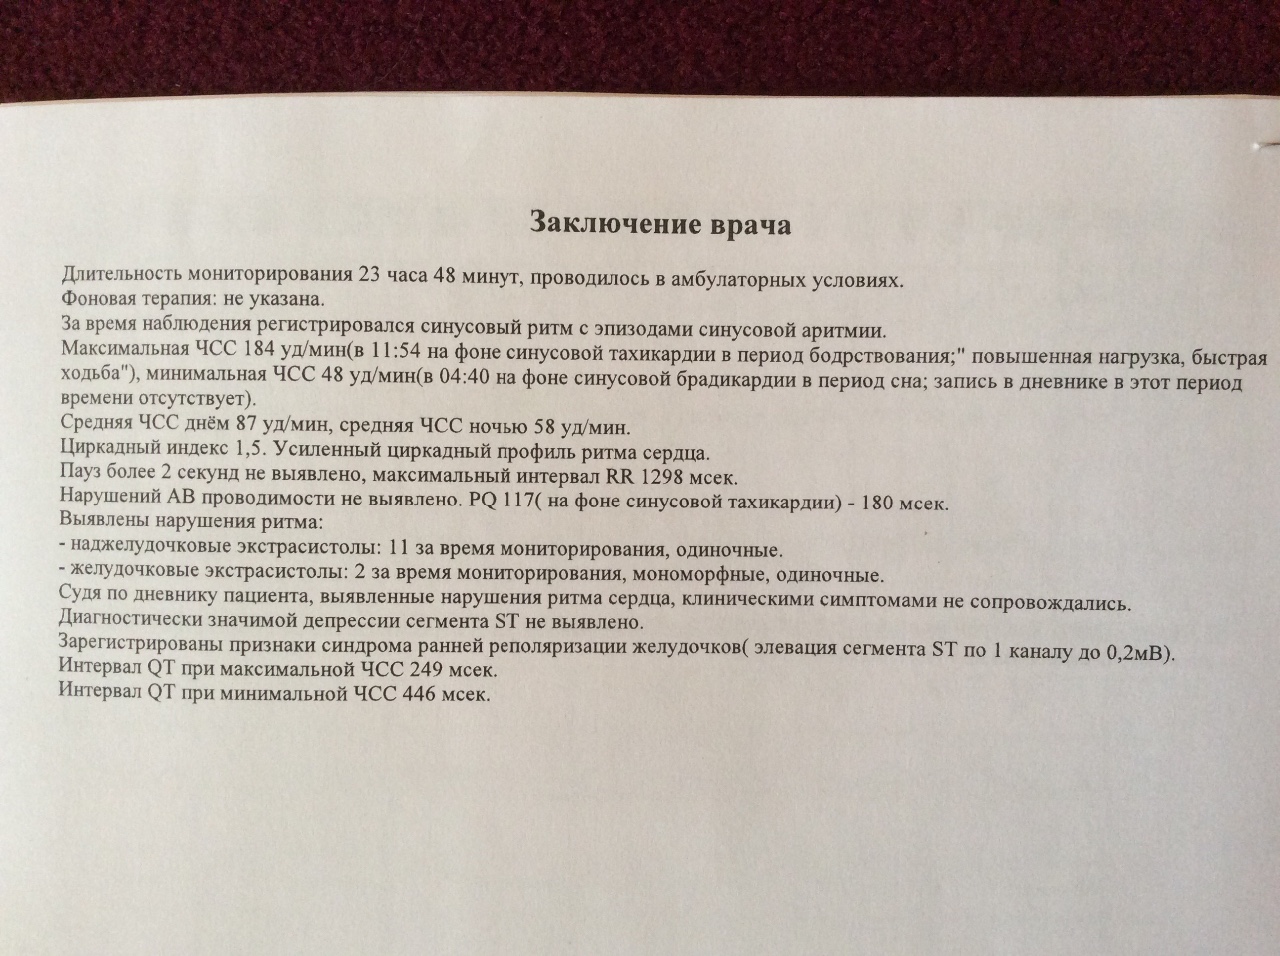 Заключение врача
Длительность мониторирования 23 часа 48 минут, проводилось в амбулаторных условиях.
Фоновая терапия: не указана.
За время наблюдения регистрировался синусовый ритм с эпизодами синусовой аритмии.
Максимальная ЧСС 184 уд/мин(в 11:54 на фоне синусовой тахикардии в период бодрствования;" повышенная нагрузка, быстрая
ходьба"), минимальная ЧСС 48 уд/мин(в 04:40 на фоне синусовой брадикардии в период сна; запись в дневнике в этот период
времени отсутствует).
Средняя ЧСС днём 87 уд/мин, средняя ЧСС ночью 58 уд/мин.
Циркадный индекс 1,5. Усиленный циркадный профиль ритма сердца.
Пауз более 2 секунд не выявлено, максимальный интервал RR 1298 мсек.
Нарушений АВ проводимости не выявлено. PQ 117( на фоне синусовой тахикардии) - 180 мсек.
Выявлены нарушения ритма:
- наджелудочковые экстрасистолы: 11 за время мониторирования, одиночные.
- желудочковые экстрасистолы: 2 за время мониторирования, мономорфные, одиночные.
Судя по дневнику пациента, выявленные нарушения ритма сердца, клиническими симптомами не сопровождались.
Диагностически значимой депрессии сегмента ST не выявлено.
Зарегистрированы признаки синдрома ранней реполяризации желудочков( элевация сегмента ST по 1 каналу до 0,2мВ).
Интервал QT при максимальной ЧСС 249 мсек.
Интервал QT при минимальной ЧСС 446 мсек.